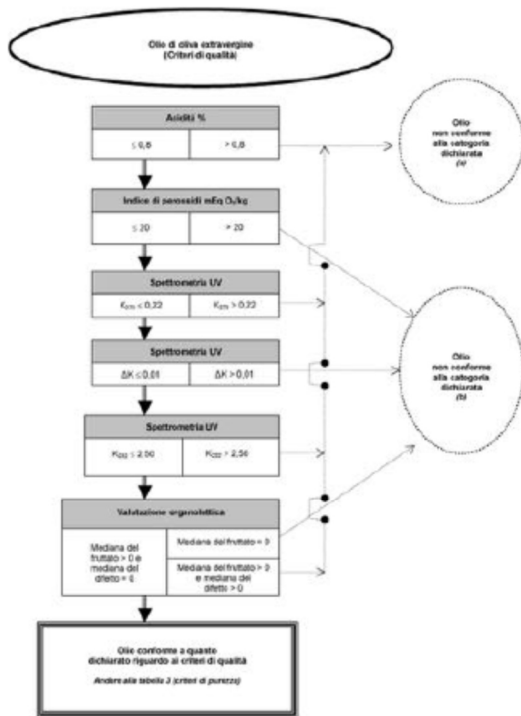 Olio di oliva extravergine
(Criteri di qualità)
Acidità %
≤ 0,8
> 0,8
Olio
non conforme
alla categoria
dichiarata
(a)
Indice di perossidi mEq O₂/kg
≤ 20
> 20
Spettrometria UV
K₂₇₀ ≤ 0,22
K₂₇₀ > 0,22
Spettrometria UV
ΔK ≤ 0,01
ΔK > 0,01
Olio
non conforme
alla categoria
dichiarata
(b)
Spettrometria UV
K₂₃₂ ≤ 2,50
K₂₃₂ > 2,50
Valutazione organolettica
Mediana del
fruttato > 0 e
mediana del
difetto = 0
Mediana del fruttato = 0
Mediana del fruttato > 0
e mediana del
difetto > 0
Olio conforme a quanto
dichiarato riguardo ai criteri di qualità
Andare alla tabella 3 (criteri di purezza)